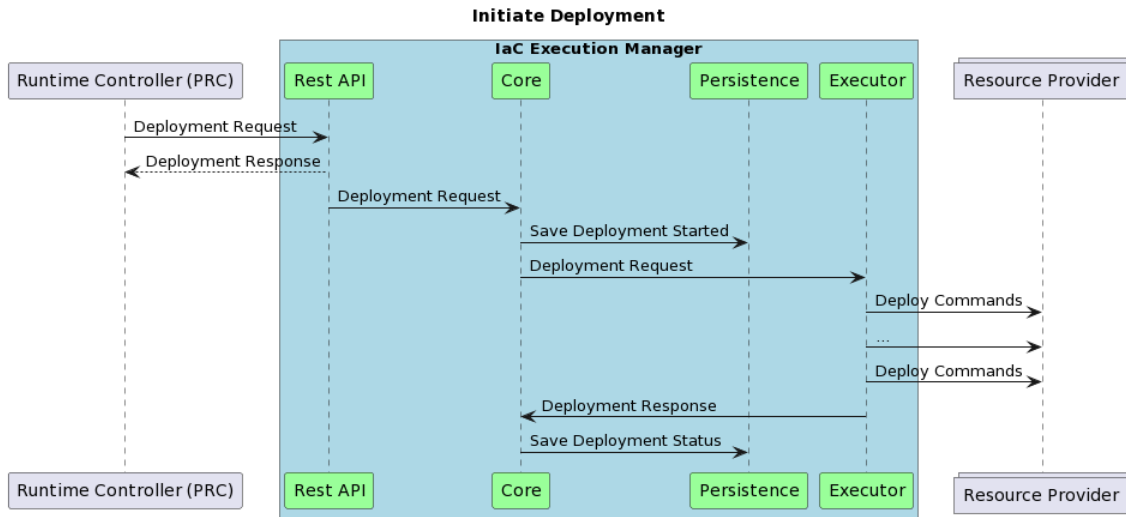 Initiate Deployment
IaC Execution Manager
Runtime Controller (PRC)
Rest API
Core
Persistence
Executor
Resource Provider
Deployment Request
Deployment Response
Deployment Request
Save Deployment Started
Deployment Request
Deploy Commands
...
Deploy Commands
Deployment Response
Save Deployment Status
Runtime Controller (PRC)
Rest API
Core
Persistence
Executor
Resource Provider